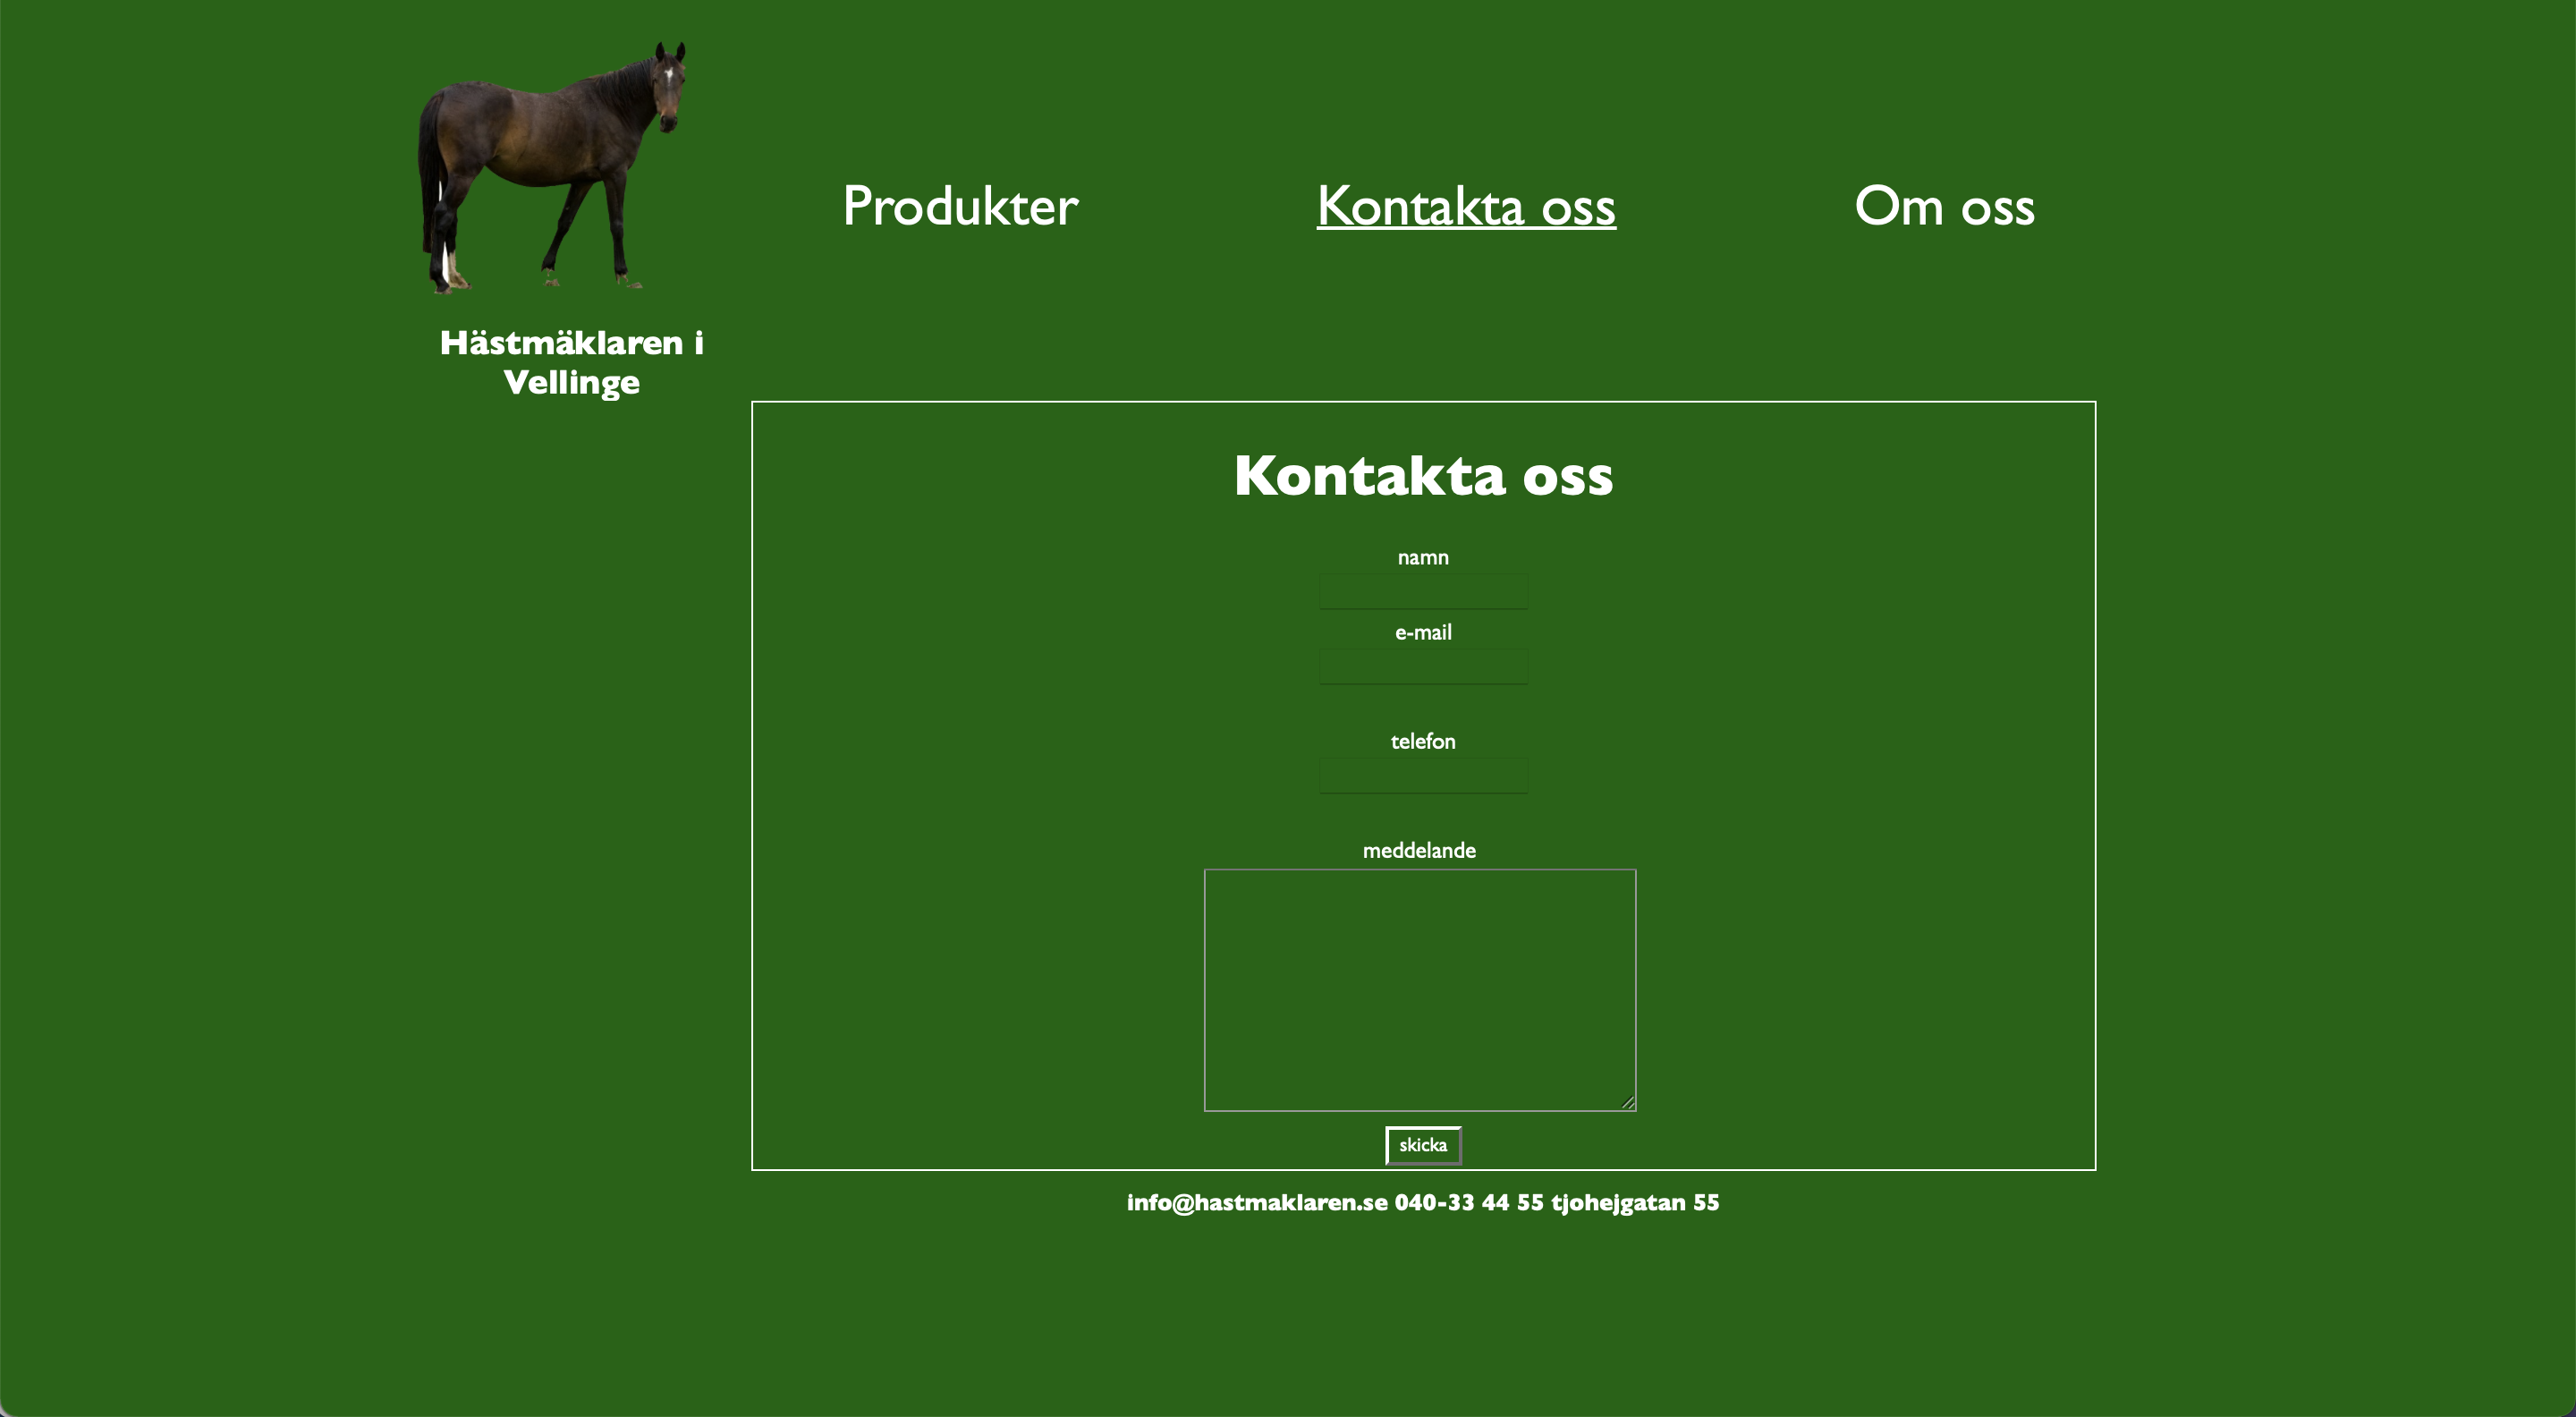 Produkter
Kontakta oss
Om oss
Hästmäklaren i
Vellinge
Kontakta oss
namn
e-mail
telefon
meddelande
skicka
info@hastmaklaren.se 040-33 44 55 tjohejgatan 55